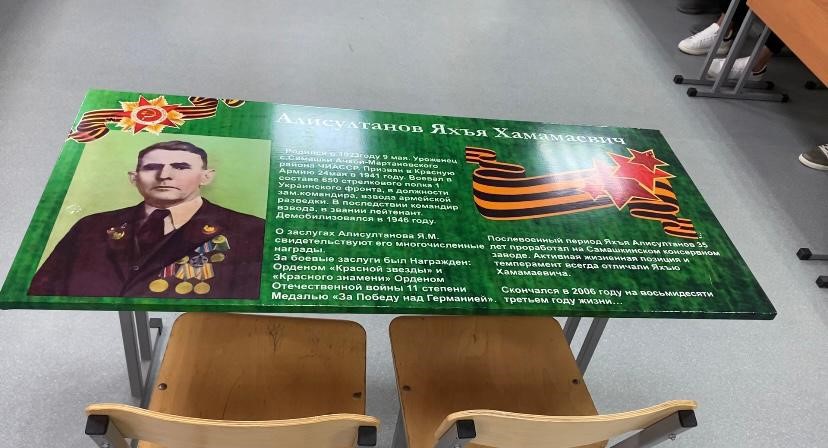 Алисултанов Яхъя Хамамаевич
Родился в 1923году 9 мая. Уроженец
с.Самашки Ачхой-Мартановского
района ЧИАССР. Призван в Красную
Армию 24мая в 1941 году. Воевал в
составе 650 стрелкового полка 1
Украинского фронта, в должности
зам.командира, взвода армейской
разведки. В последствии командир
взвода, в звании лейтенант.
Демобилизовался в 1946 году.
О заслугах Алисултанова Я.М.
свидетельствуют его многочисленные
награды.
За боевые заслуги был Награжден:
Орденом «Красной звезды» и
«Красного знамени» Орденом
Отечественной войны 11 степени
Медалью «За Победу над Германией».
Послевоенный период Яхъя Алисултанов 35
лет проработал на Самашкинском консервном
заводе. Активная жизненная позиция и
темперамент всегда отличали Яхъю
Хамамаевича.
Скончался в 2006 году на восьмидесяти
третьем году жизни...